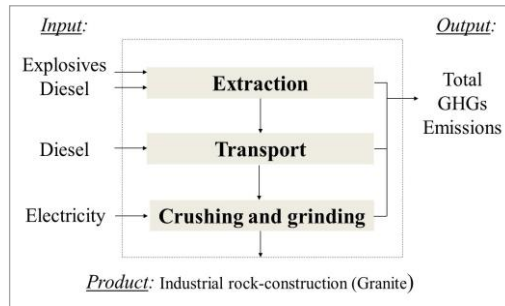 Input:
Output:
Explosives
Diesel
Extraction
Total
GHGs
Emissions
Diesel
Transport
Electricity
Crushing and grinding
Product: Industrial rock-construction (Granite)